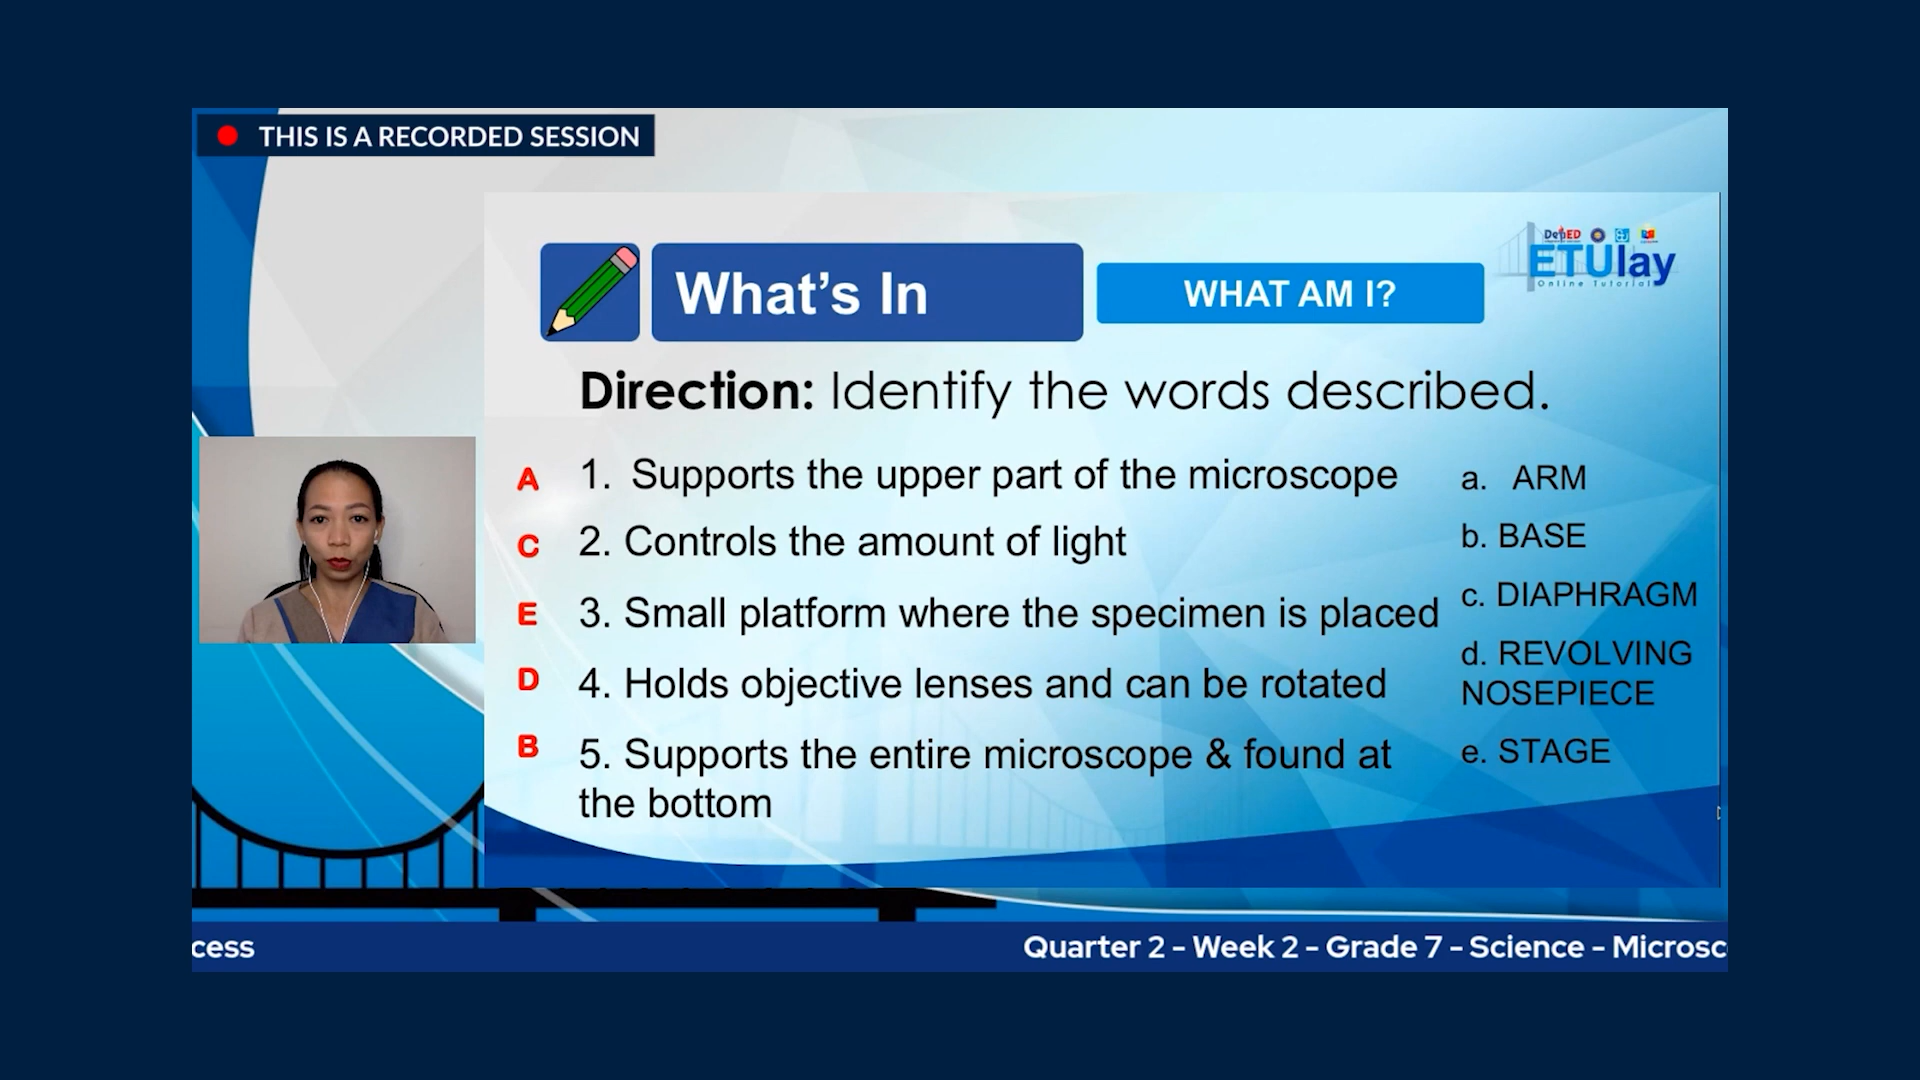 THIS IS A RECORDED SESSION
DepED
ETUlay
Online Tutorial
What's In
WHAT AM I?
Direction: Identify the words described.
A 1. Supports the upper part of the microscope
C 2. Controls the amount of light
E 3. Small platform where the specimen is placed
D 4. Holds objective lenses and can be rotated
B 5. Supports the entire microscope & found at
the bottom
a. ARM
b. BASE
c. DIAPHRAGM
d. REVOLVING
NOSEPIECE
e. STAGE
cess
Quarter 2 - Week 2 - Grade 7 - Science - Microsc